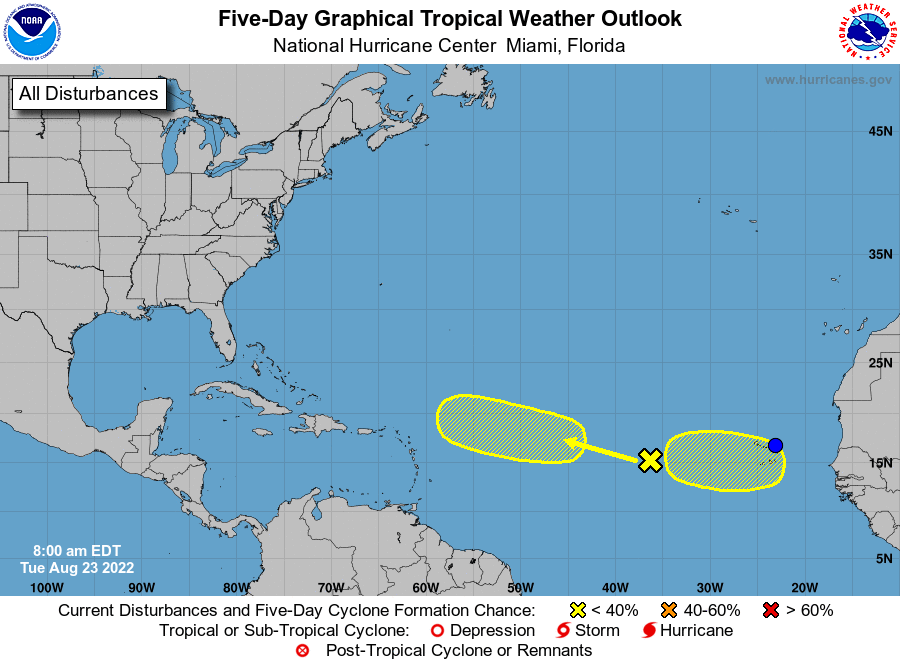 Five-Day Graphical Tropical Weather Outlook
National Hurricane Center Miami, Florida
NOAA
NATIONAL WEATHER SERVICE
All Disturbances
www.hurricanes.gov
45N
35N
25N
15N
5N
8:00 am EDT
Tue Aug 23 2022
100W 90W 80W 70W 60W 50W 40W 30W 20W
Current Disturbances and Five-Day Cyclone Formation Chance: < 40% 40-60% > 60%
Tropical or Sub-Tropical Cyclone: Depression Storm Hurricane
Post-Tropical Cyclone or Remnants